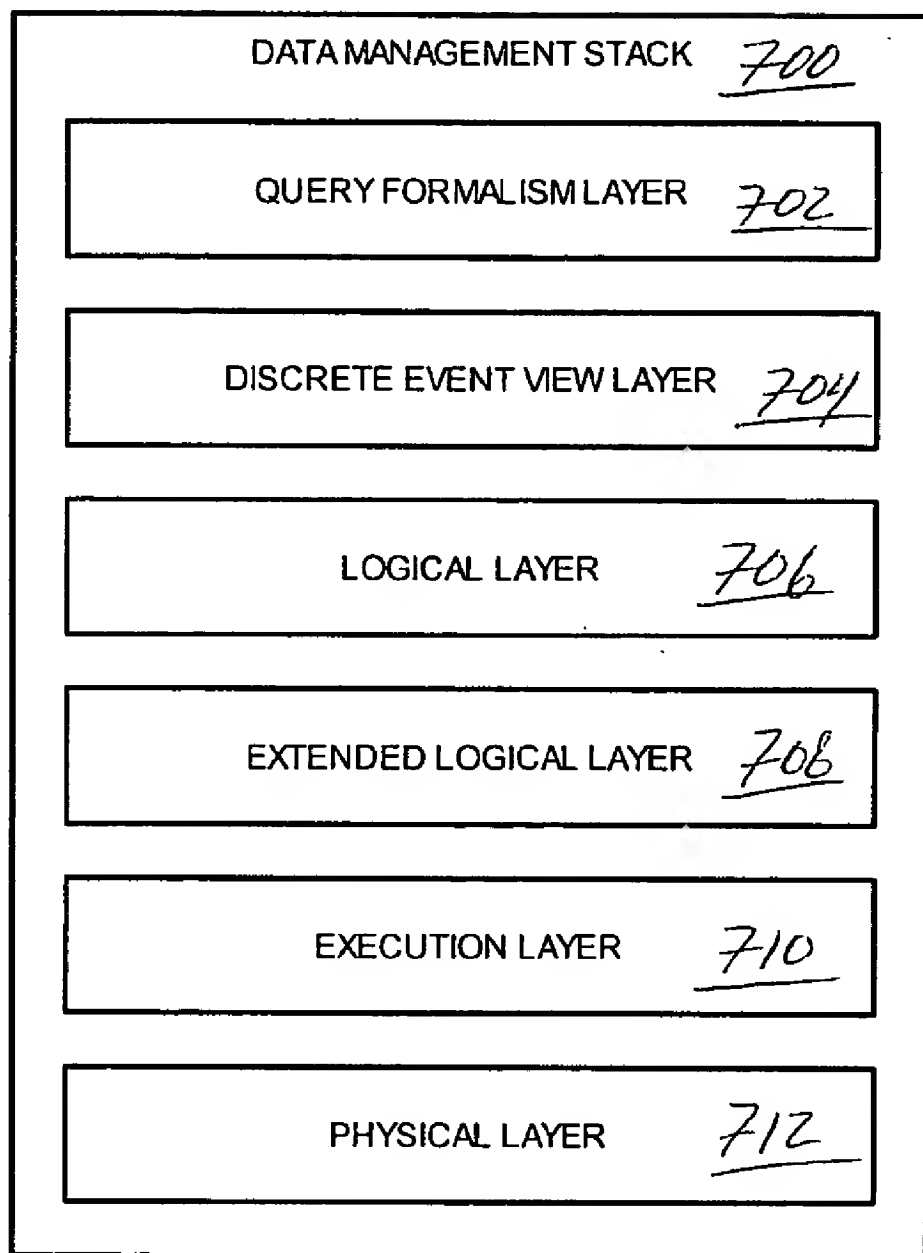 DATA MANAGEMENT STACK 700
QUERY FORMALISM LAYER 702
DISCRETE EVENT VIEW LAYER 704
LOGICAL LAYER 706
EXTENDED LOGICAL LAYER 708
EXECUTION LAYER 710
PHYSICAL LAYER 712